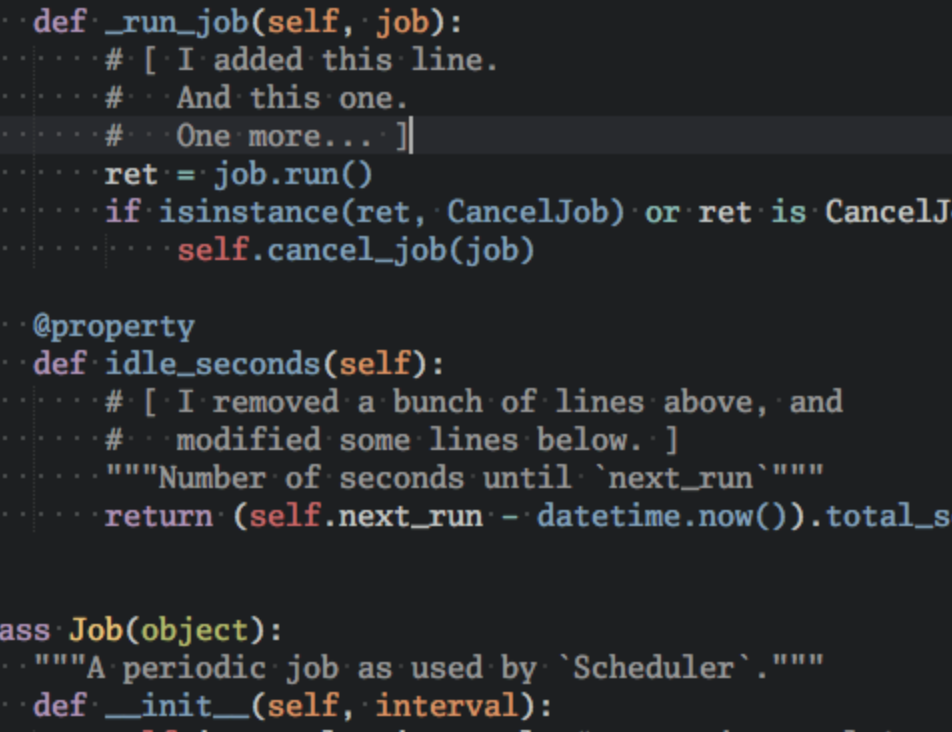 def _run_job(self, job):
# [ I added this line.
#   And this one.
#   One more... ]
ret = job.run()
if isinstance(ret, CancelJob) or ret is CancelJ
self.cancel_job(job)
@property
def idle_seconds(self):
# [ I removed a bunch of lines above, and
#   modified some lines below. ]
"""Number of seconds until `next_run`"""
return (self.next_run - datetime.now()).total_s
ass Job(object):
"""A periodic job as used by `Scheduler`."""
def __init__(self, interval):